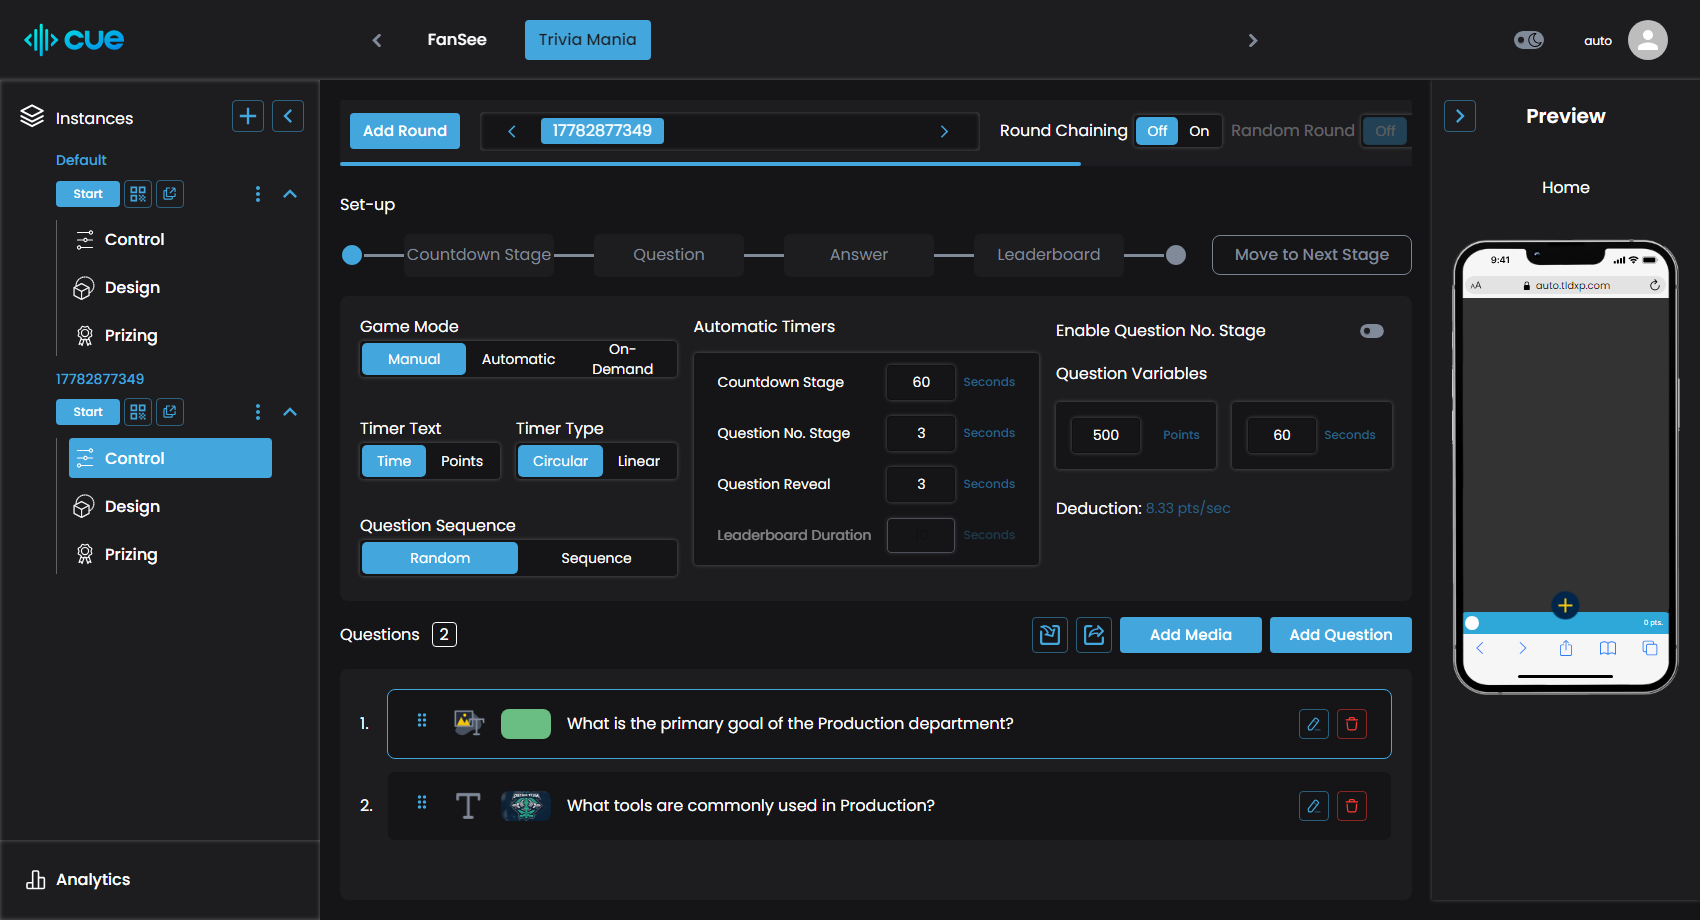 cue
FanSee
Trivia Mania
auto
Instances
Default
Start
Control
Design
Prizing
17782877349
Start
Control
Design
Prizing
Analytics
Add Round
17782877349
Round Chaining
Off
On
Random Round
Off
Set-up
Countdown Stage
Question
Answer
Leaderboard
Move to Next Stage
Game Mode
Manual
Automatic
On-
Demand
Timer Text
Time
Points
Timer Type
Circular
Linear
Question Sequence
Random
Sequence
Automatic Timers
Countdown Stage
60
Seconds
Question No. Stage
3
Seconds
Question Reveal
3
Seconds
Leaderboard Duration
Seconds
Enable Question No. Stage
Question Variables
500
Points
60
Seconds
Deduction: 8.33 pts/sec
Questions
2
Add Media
Add Question
1.
What is the primary goal of the Production department?
2.
T
What tools are commonly used in Production?
Preview
Home
9:41
AA
auto.tldxp.com
0 pts.